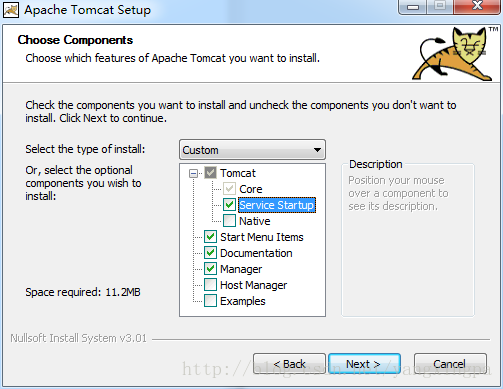 Apache Tomcat Setup
Choose Components
Choose which features of Apache Tomcat you want to install.
TM
Check the components you want to install and uncheck the components you don't want to
install. Click Next to continue.
Select the type of install:
Custom
Or, select the optional
components you wish to
install:
Tomcat
Core
Service Startup
Native
Start Menu Items
Documentation
Manager
Host Manager
Examples
Description
Position your mouse
over a component to
see its description.
Space required: 11.2MB
Nullsoft Install System v3.01
< Back
Next >
Cancel